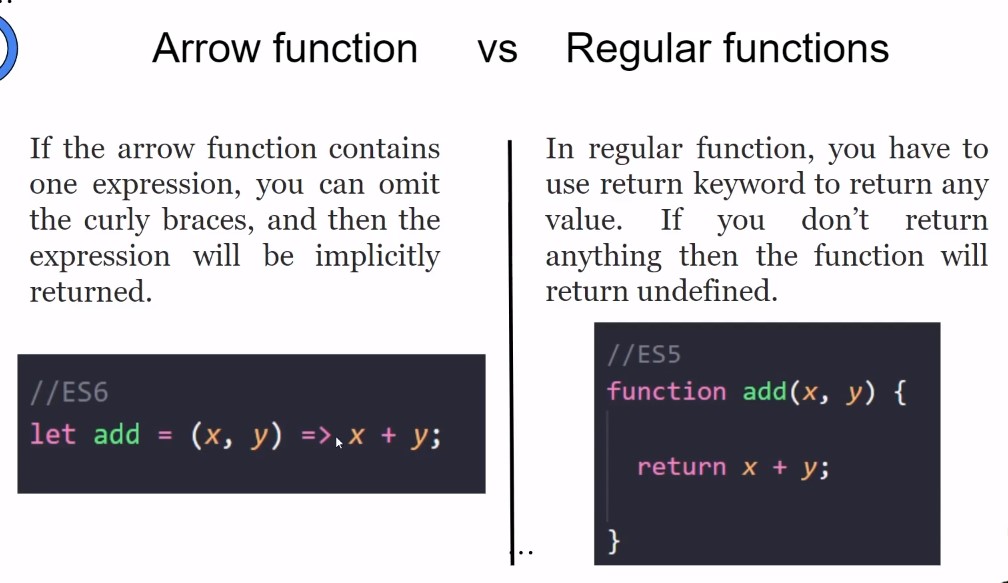 Arrow function vs Regular functions
If the arrow function contains
one expression, you can omit
the curly braces, and then the
expression will be implicitly
returned.
//ES6
let add = (x, y) => x + y;
In regular function, you have to
use return keyword to return any
value. If you don’t return
anything then the function will
return undefined.
//ES5
function add(x, y) {
return x + y;
}
...